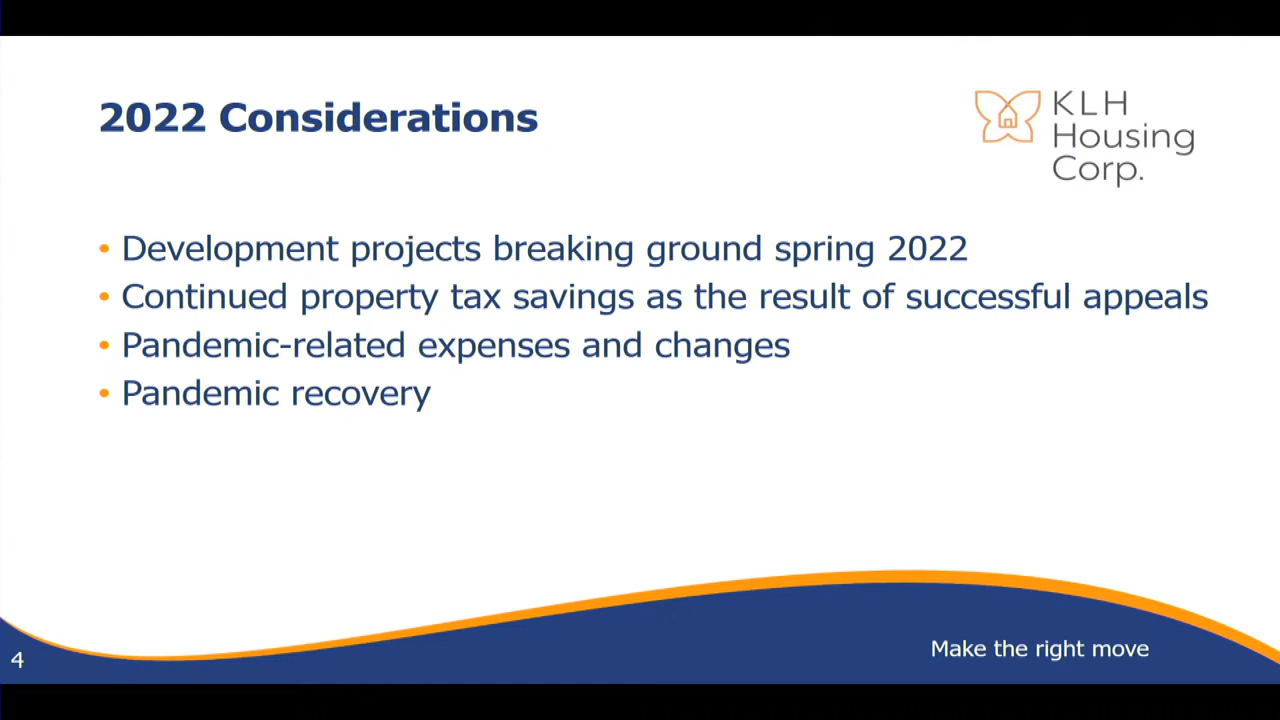 2022 Considerations
KLH
Housing
Corp.
• Development projects breaking ground spring 2022
• Continued property tax savings as the result of successful appeals
• Pandemic-related expenses and changes
• Pandemic recovery
Make the right move
4